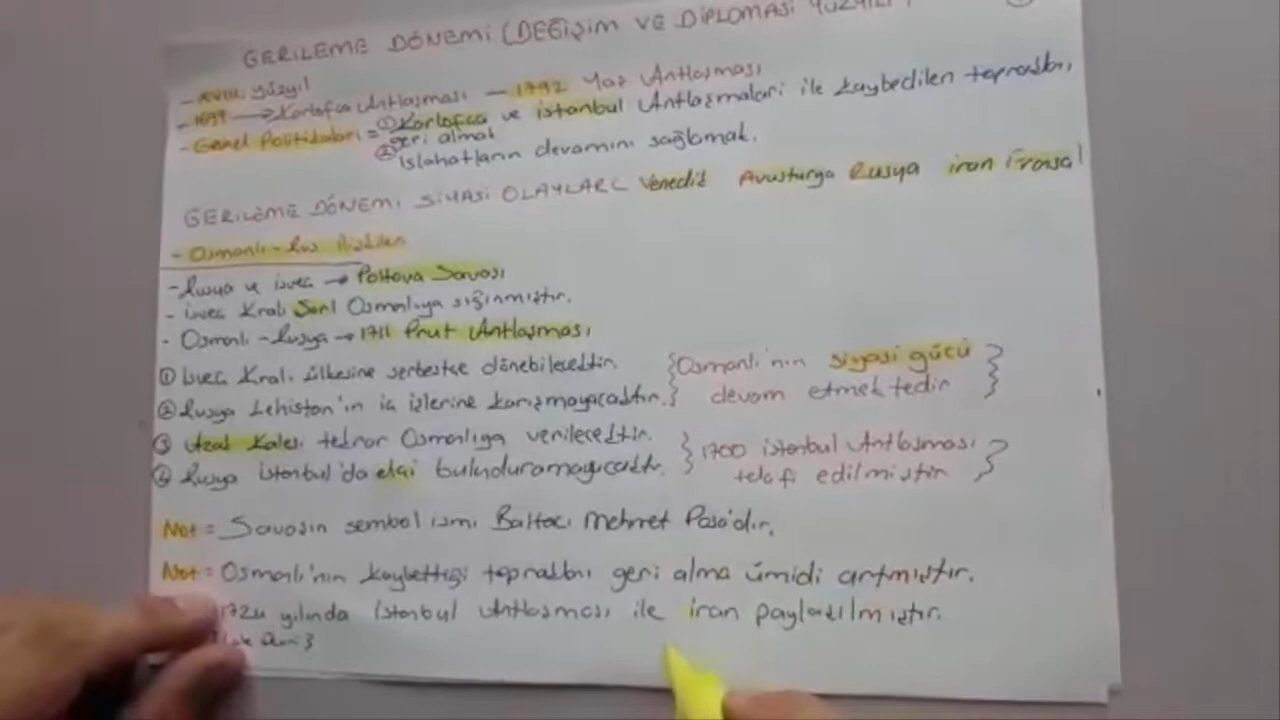 GERİLEME DÖNEMİ (DEĞİŞİM VE DİPLOMASİ YÜZYILI)
- XVIII. yüzyıl
- 1699 → Karlofça Antlaşması — 1792 Yaş Antlaşması
- Genel Politikaları = ① Karlofça ve İstanbul Antlaşmaları ile kaybedilen toprakları
geri almak
② Islahatların devamını sağlamak.
GERİLEME DÖNEMİ SİYASİ OLAYLARI Venedik Avusturya Rusya İran Fransa
- Osmanlı-Rus İlişkileri
- Rusya ve İsveç → Poltova Savaşı
- İsveç Kralı Şarl Osmanlıya sığınmıştır.
- Osmanlı - Rusya → 1711 Prut Antlaşması
① İsveç Kralı ülkesine serbestçe dönebilecektir. {Osmanlı'nın siyasi gücü
② Rusya Lehistan'ın iç işlerine karışmayacaktır.} devam etmektedir }
③ Azak Kalesi tekrar Osmanlıya verilecektir. } 1700 İstanbul Antlaşması
④ Rusya İstanbul'da elçi bulunduramayacaktır. } telafi edilmiştir }
Not = Savaşın sembol ismi Baltacı Mehmet Paşa'dır.
Not = Osmanlı'nın kaybettiği toprakları geri alma ümidi artmıştır.
1724 yılında İstanbul Antlaşması ile İran paylaşılmıştır.